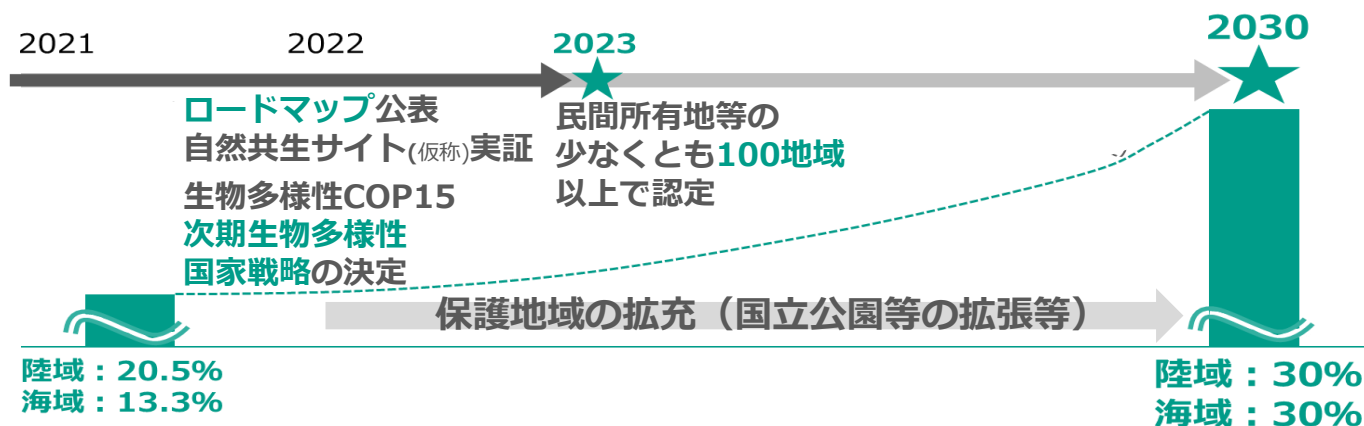 2021
2022
2023
2030
ロードマップ公表
自然共生サイト(仮称)実証
生物多様性COP15
次期生物多様性
国家戦略の決定
民間所有地等の
少なくとも100地域
以上で認定
保護地域の拡充（国立公園等の拡張等）
陸域：20.5%
海域：13.3%
陸域：30%
海域：30%